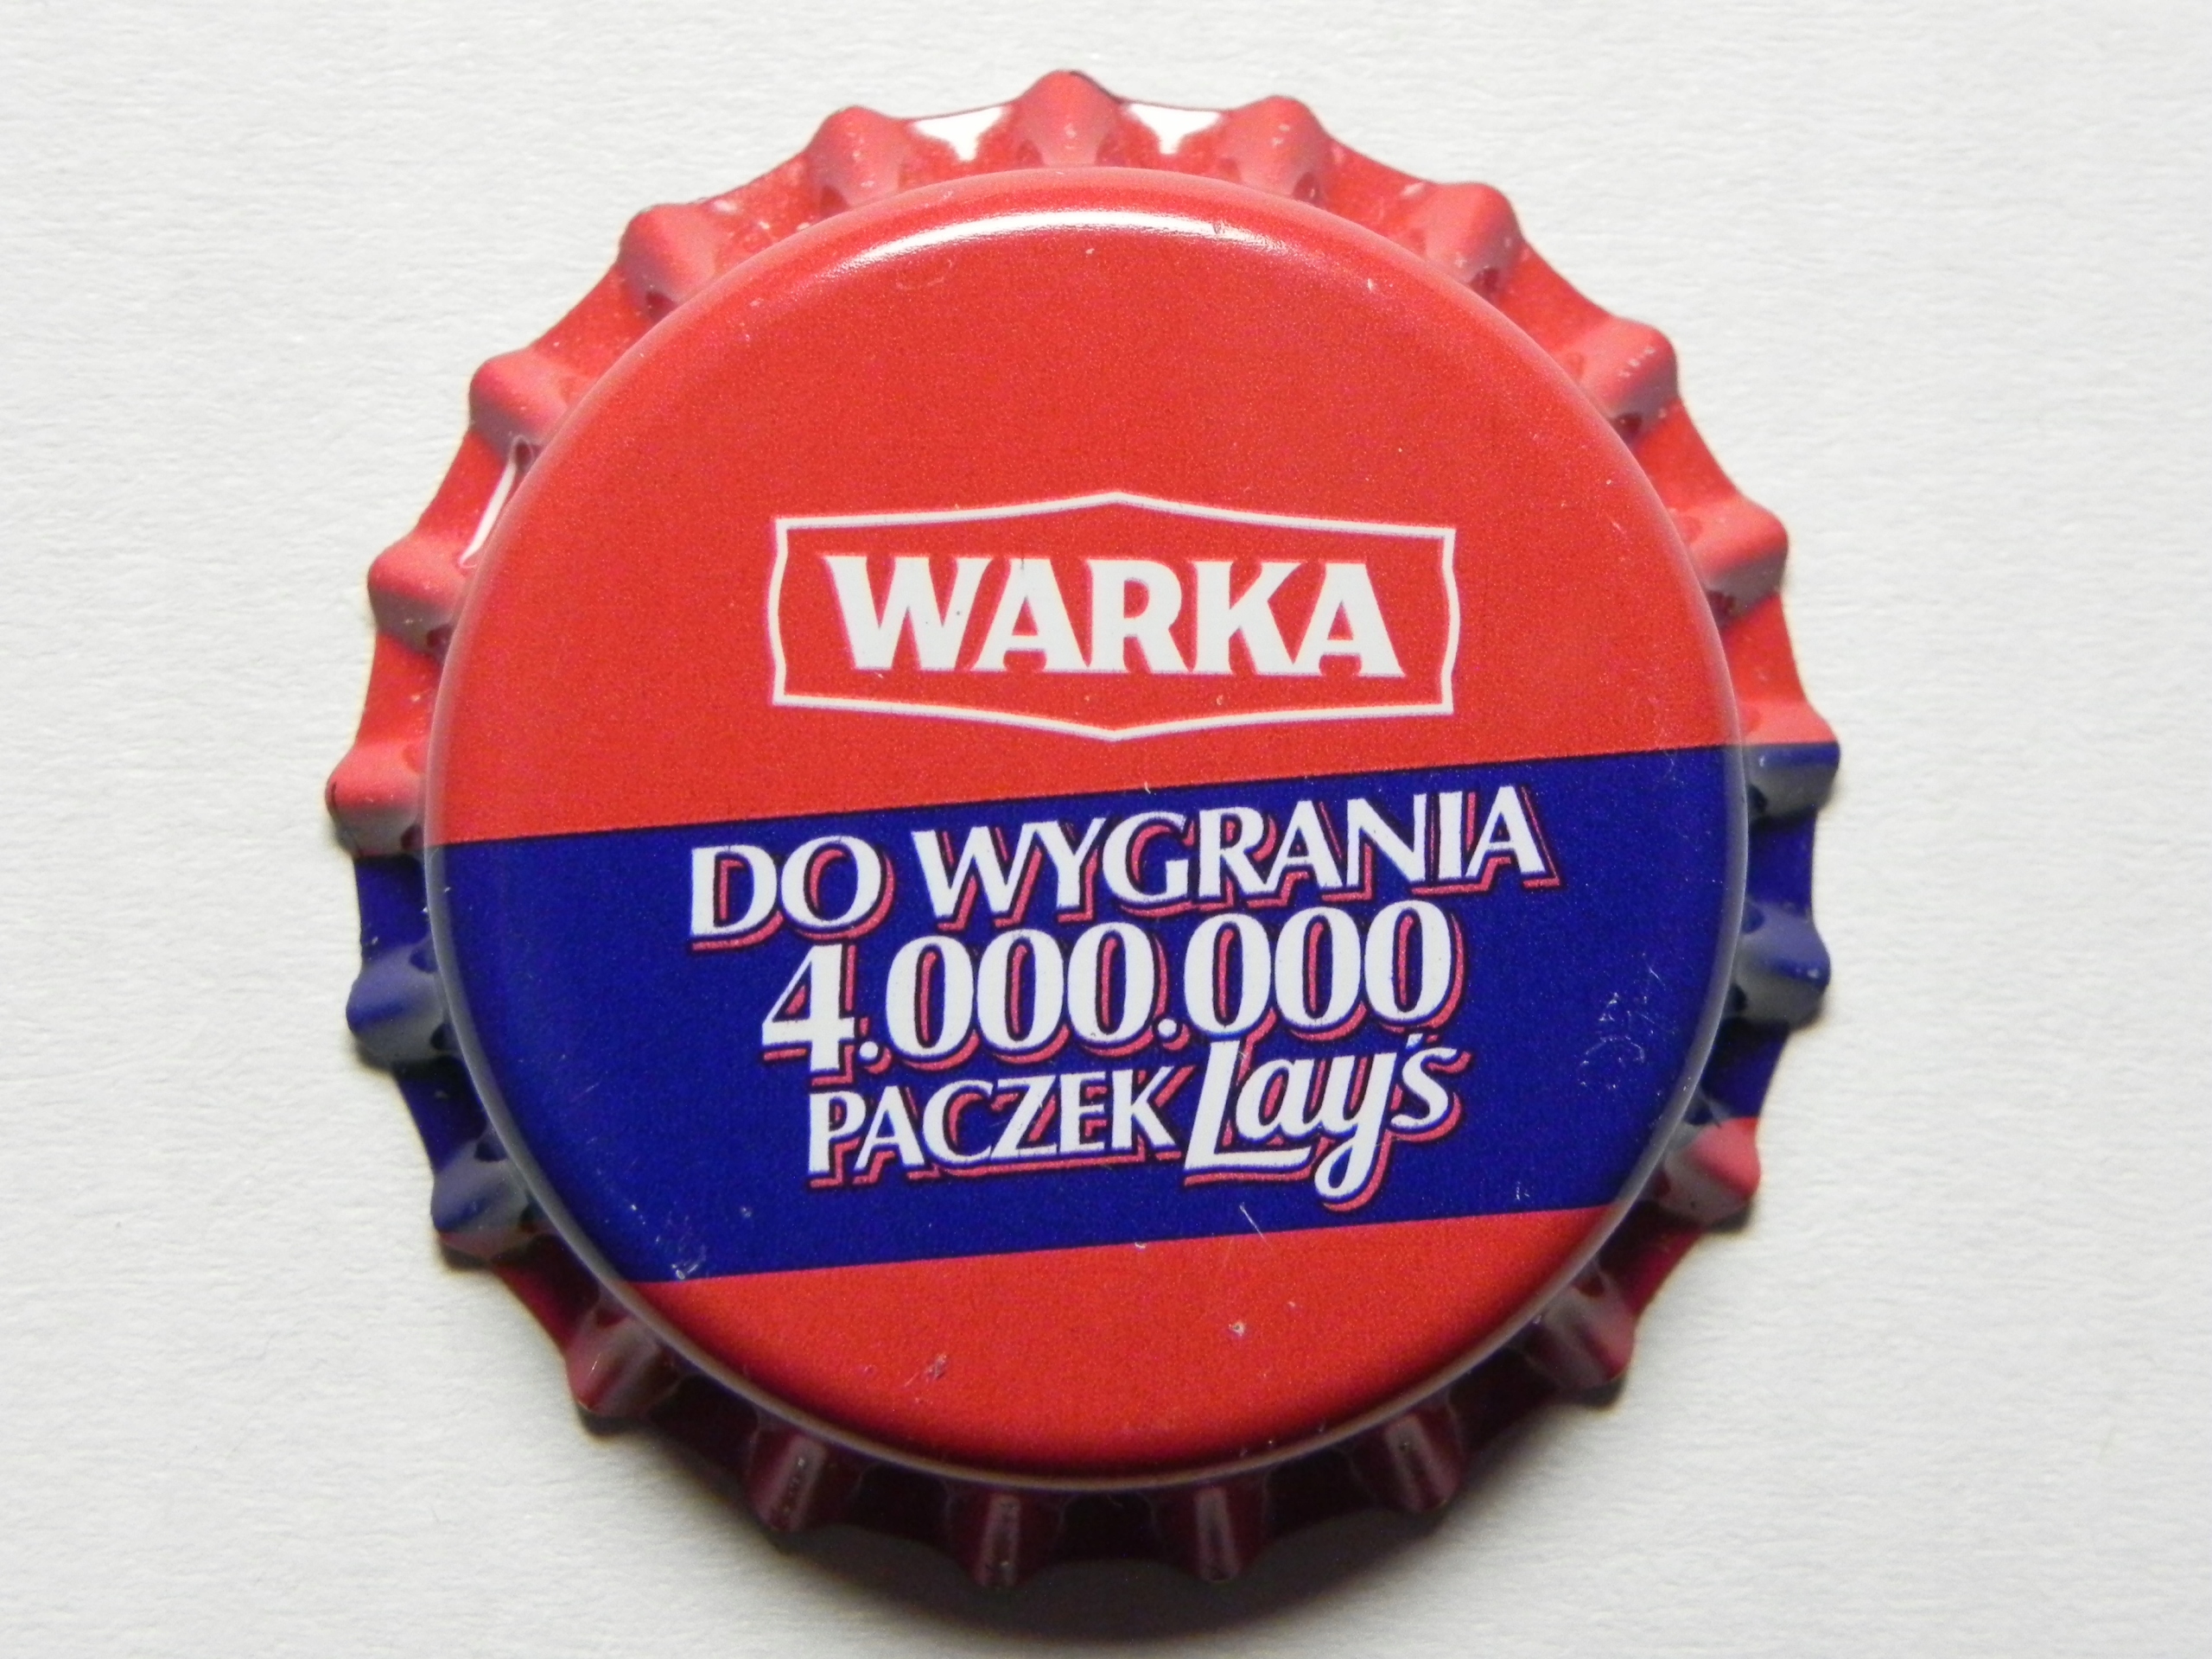 WARKA
DO WYGRANIA
4.000.000
PACZEK Lay's